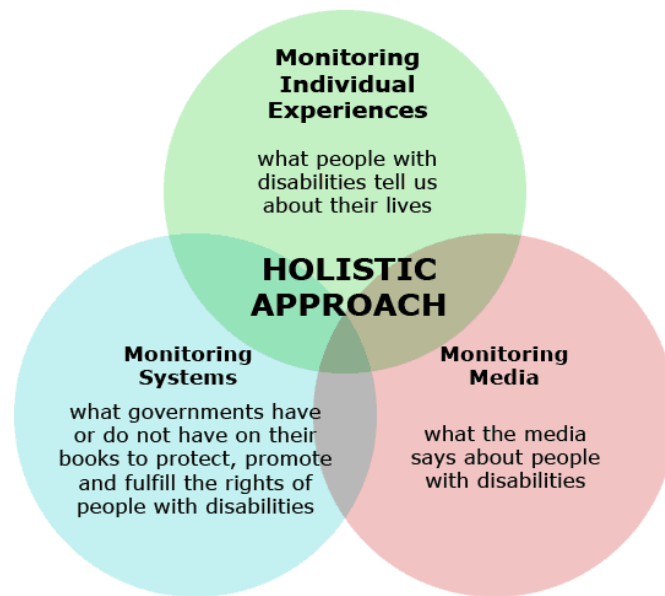 Monitoring
Individual
Experiences
what people with
disabilities tell us
about their lives
HOLISTIC
APPROACH
Monitoring
Systems
what governments have
or do not have on their
books to protect, promote
and fulfill the rights of
people with disabilities
Monitoring
Media
what the media
says about people
with disabilities